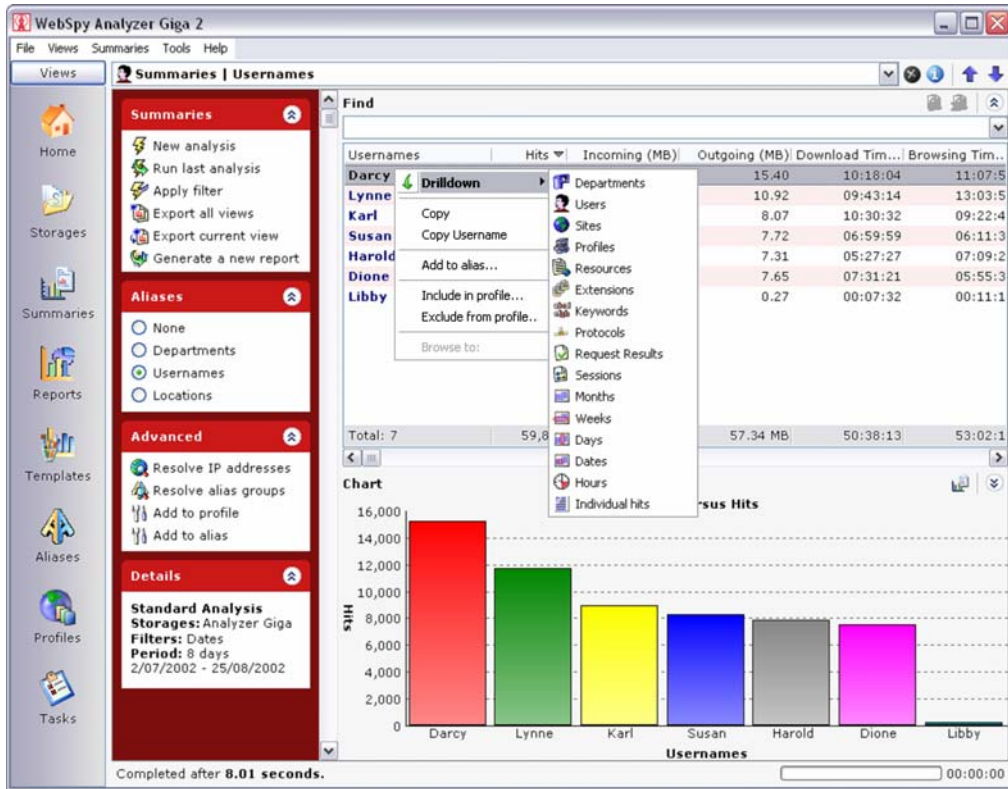 WebSpy Analyzer Giga 2
File Views Summaries Tools Help
Views
Summaries | Usernames
Home
Storages
Summaries
Reports
Templates
Aliases
Profiles
Tasks
Summaries
New analysis
Run last analysis
Apply filter
Export all views
Export current view
Generate a new report
Aliases
None
Departments
Usernames
Locations
Advanced
Resolve IP addresses
Resolve alias groups
Add to profile
Add to alias
Details
Standard Analysis
Storages: Analyzer Giga
Filters: Dates
Period: 8 days
2/07/2002 - 25/08/2002
Find
Usernames Hits Incoming (MB) Outgoing (MB) Download Tim... Browsing Tim...
Darcy 15.40 10:18:04 11:07:5
Lynne 10.92 09:43:14 13:03:5
Karl 8.07 10:30:32 09:22:4
Susan 7.72 06:59:59 06:11:3
Harold 7.31 05:27:27 07:09:2
Dione 7.65 07:31:21 05:55:3
Libby 0.27 00:07:32 00:11:1
Total: 7 59,8 57.34 MB 50:38:13 53:02:1
Drilldown
Copy
Copy Username
Add to alias...
Include in profile...
Exclude from profile..
Browse to:
Departments
Users
Sites
Profiles
Resources
Extensions
Keywords
Protocols
Request Results
Sessions
Months
Weeks
Days
Dates
Hours
Individual hits
Chart
rsus Hits
Hits
16,000
14,000
12,000
10,000
8,000
6,000
4,000
2,000
0
Darcy Lynne Karl Susan Harold Dione Libby
Usernames
Completed after 8.01 seconds.
00:00:00